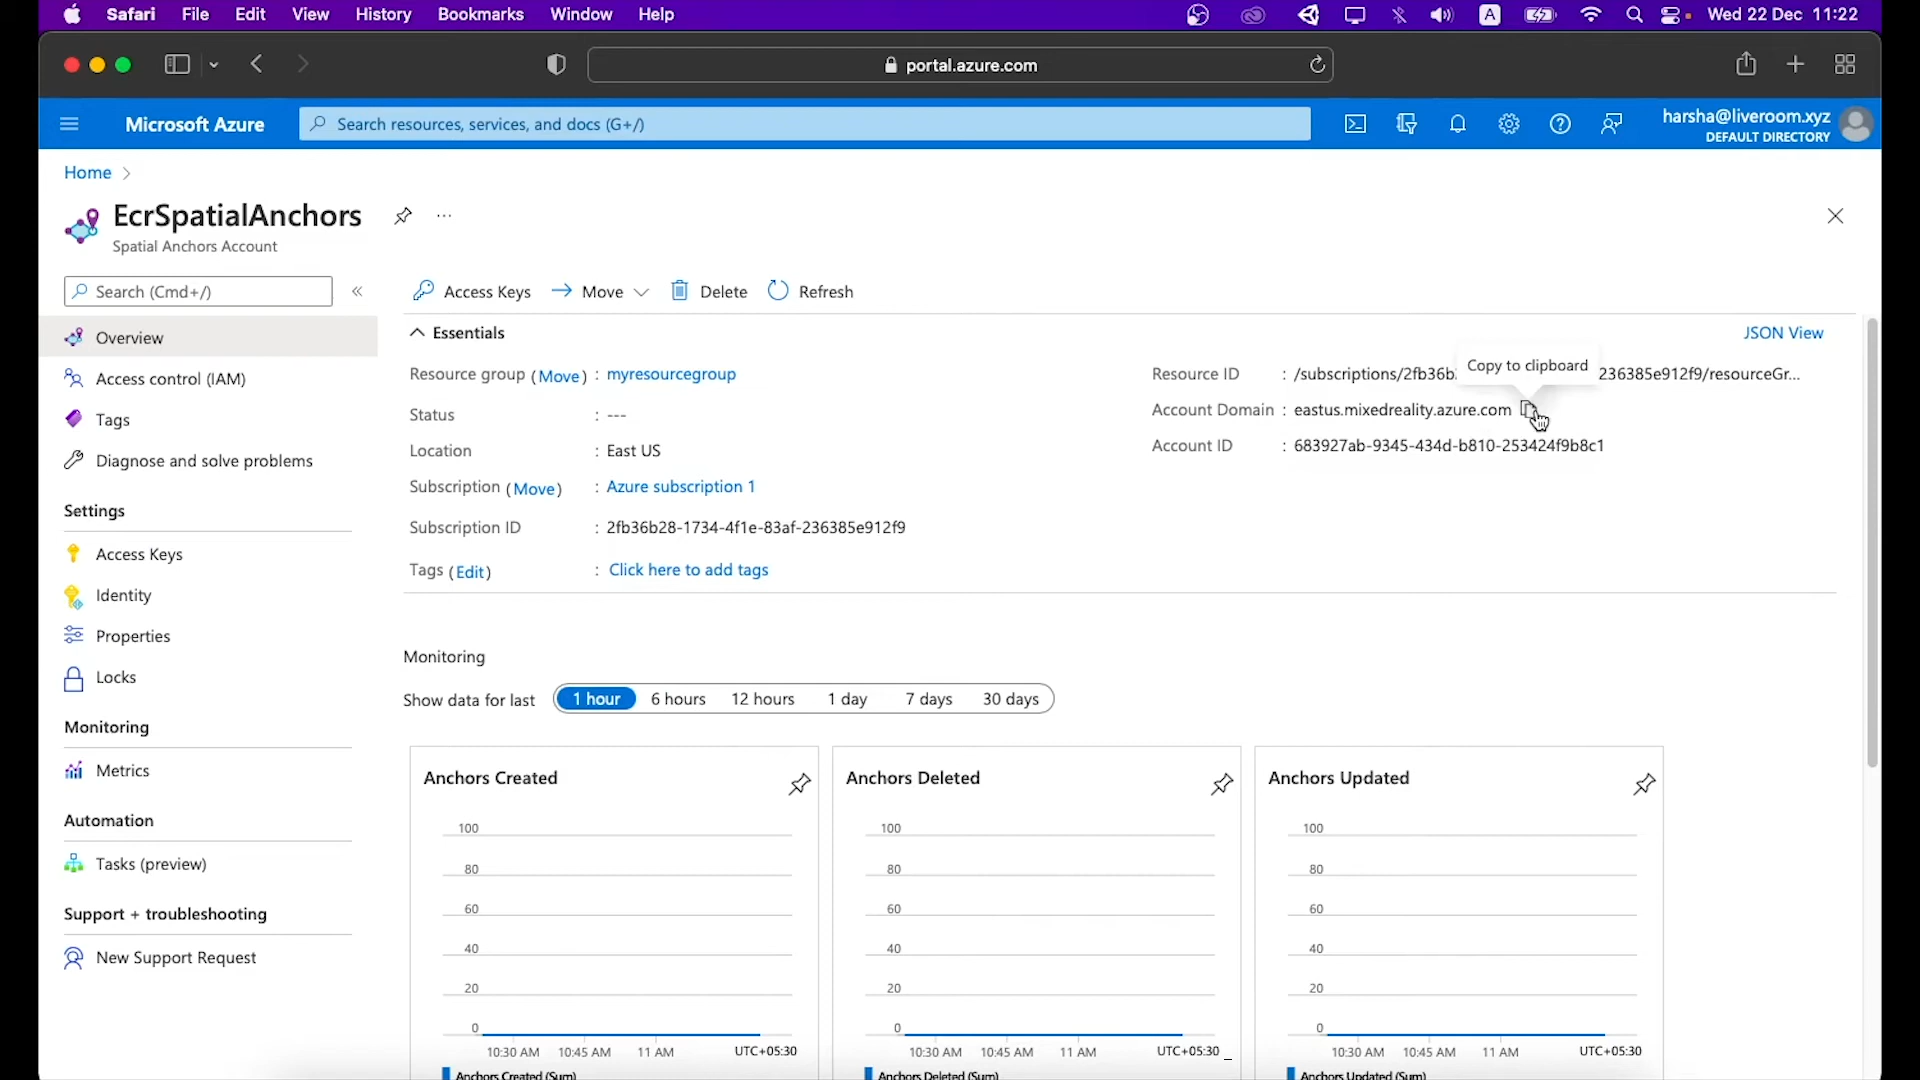 Safari File Edit View History Bookmarks Window Help A Wed 22 Dec 11:22
portal.azure.com
Microsoft Azure Search resources, services, and docs (G+/) harsha@liveroom.xyz
DEFAULT DIRECTORY
Home >
EcrSpatialAnchors ...
Spatial Anchors Account
Search (Cmd+/) «
Access Keys Move Delete Refresh
Overview
Access control (IAM)
Tags
Diagnose and solve problems
Settings
Access Keys
Identity
Properties
Locks
Monitoring
Metrics
Automation
Tasks (preview)
Support + troubleshooting
New Support Request
Essentials JSON View
Copy to clipboard
Resource group (Move) : myresourcegroup
Status : ---
Location : East US
Subscription (Move) : Azure subscription 1
Subscription ID : 2fb36b28-1734-4f1e-83af-236385e912f9
Tags (Edit) : Click here to add tags
Resource ID : /subscriptions/2fb36b 236385e912f9/resourceGr...
Account Domain : eastus.mixedreality.azure.com
Account ID : 683927ab-9345-434d-b810-253424f9b8c1
Monitoring
Show data for last 1 hour 6 hours 12 hours 1 day 7 days 30 days
Anchors Created
100
80
60
40
20
0
10:30 AM 10:45 AM 11 AM UTC+05:30
Anchors Created (Sum)
Anchors Deleted
100
80
60
40
20
0
10:30 AM 10:45 AM 11 AM UTC+05:30
Anchors Deleted (Sum)
Anchors Updated
100
80
60
40
20
0
10:30 AM 10:45 AM 11 AM UTC+05:30
Anchors Updated (Sum)